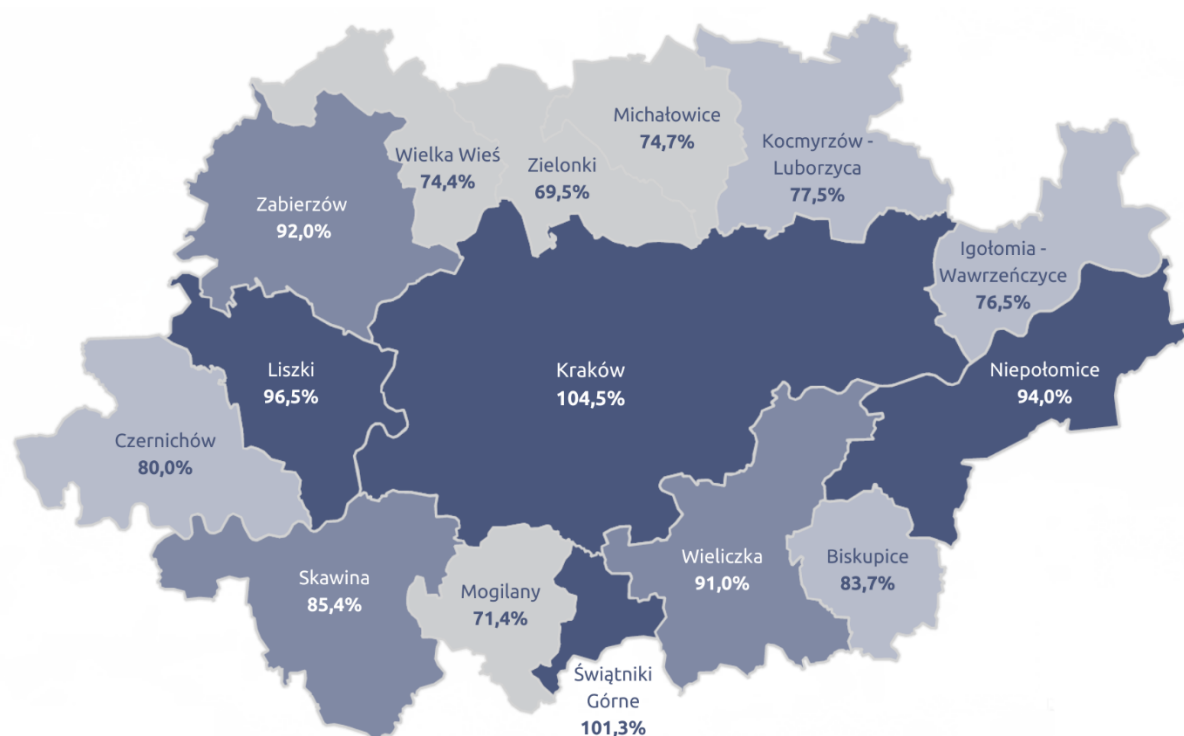 Michałowice
74,7%
Kocmyrzów -
Luborzyca
77,5%
Wielka Wieś
74,4%
Zielonki
69,5%
Zabierzów
92,0%
Igołomia -
Wawrzeńczyce
76,5%
Liszki
96,5%
Kraków
104,5%
Niepołomice
94,0%
Czernichów
80,0%
Skawina
85,4%
Mogilany
71,4%
Wieliczka
91,0%
Biskupice
83,7%
Świątniki
Górne
101,3%